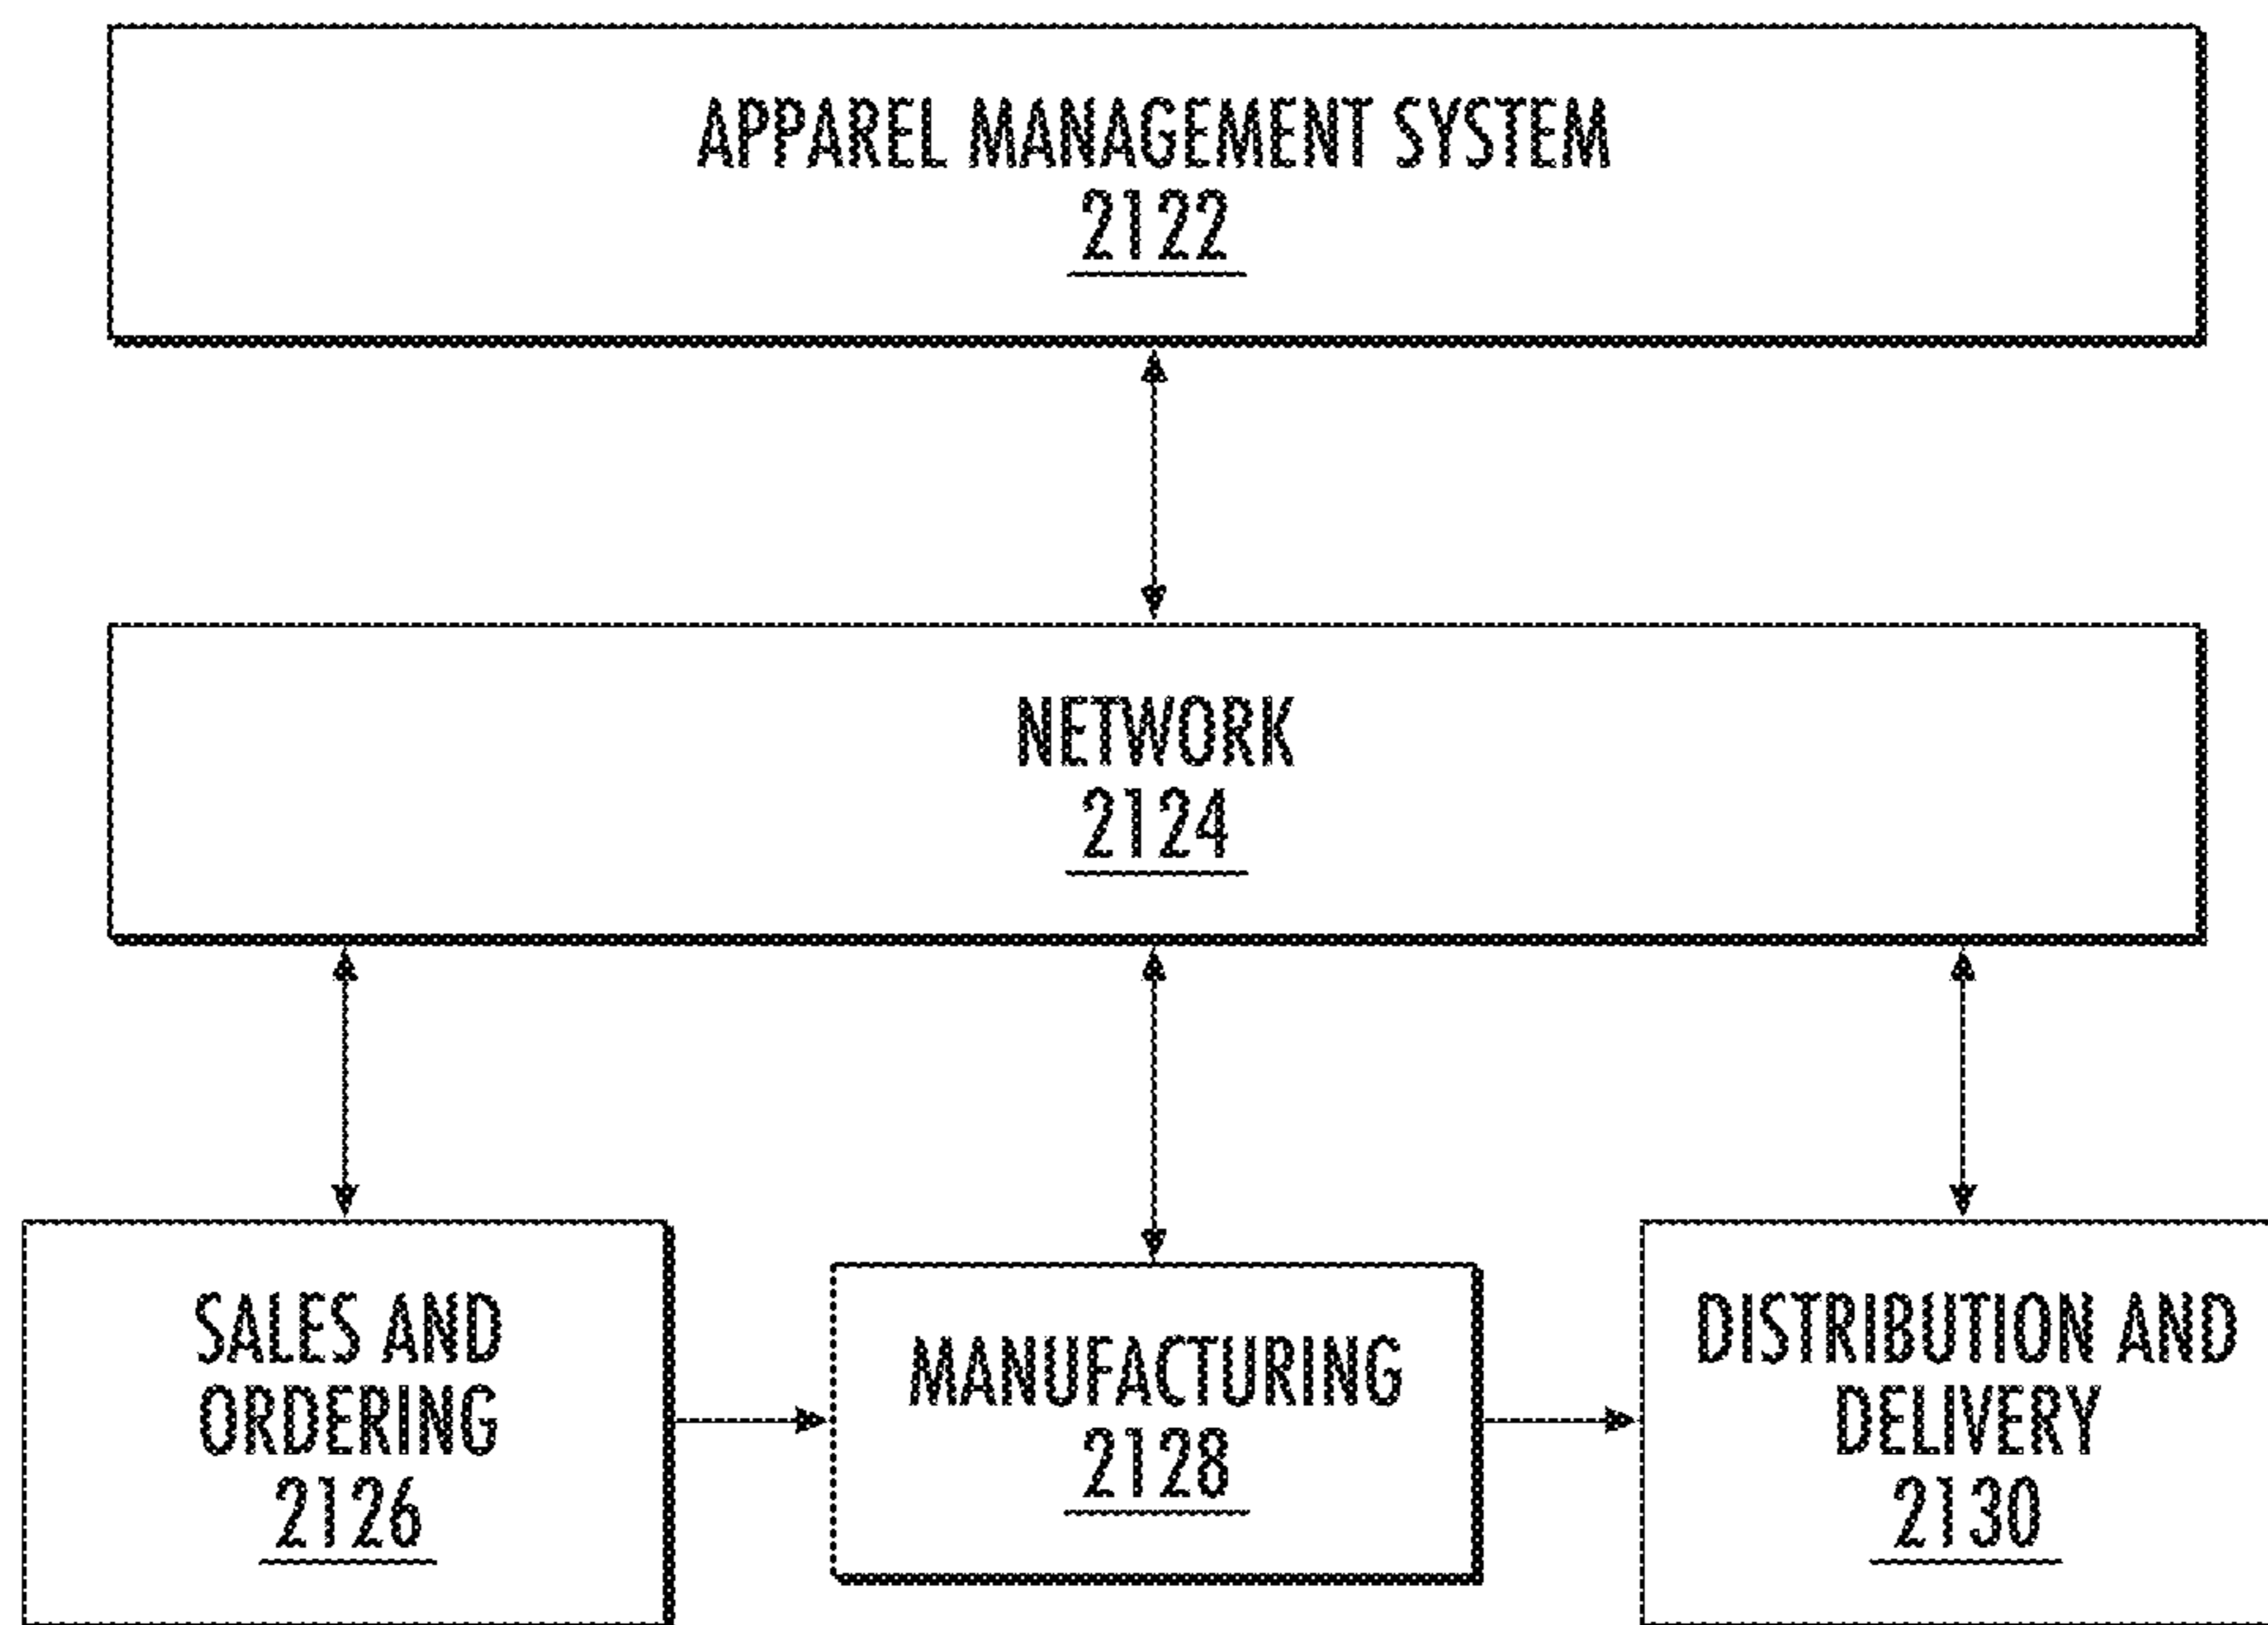 APPAREL MANAGEMENT SYSTEM
2122
NETWORK
2124
SALES AND
ORDERING
2126
MANUFACTURING
2128
DISTRIBUTION AND
DELIVERY
2130